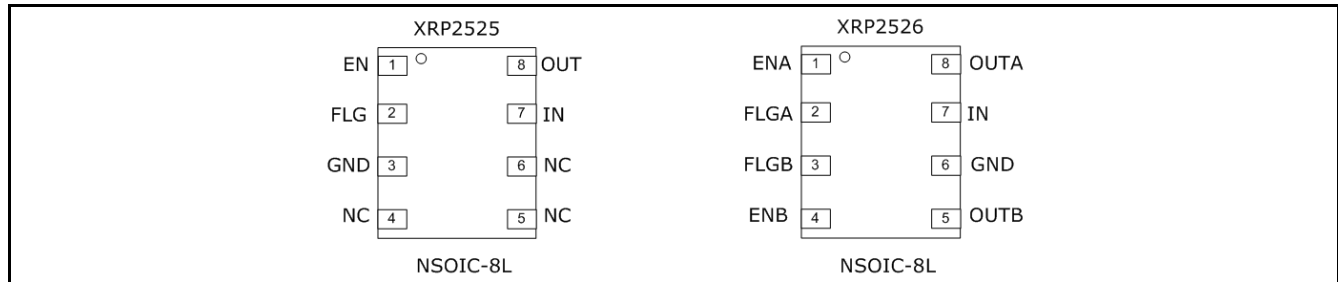 XRP2525
EN 1 8 OUT
FLG 2 7 IN
GND 3 6 NC
NC 4 5 NC
NSOIC-8L
XRP2526
ENA 1 8 OUTA
FLGA 2 7 IN
FLGB 3 6 GND
ENB 4 5 OUTB
NSOIC-8L